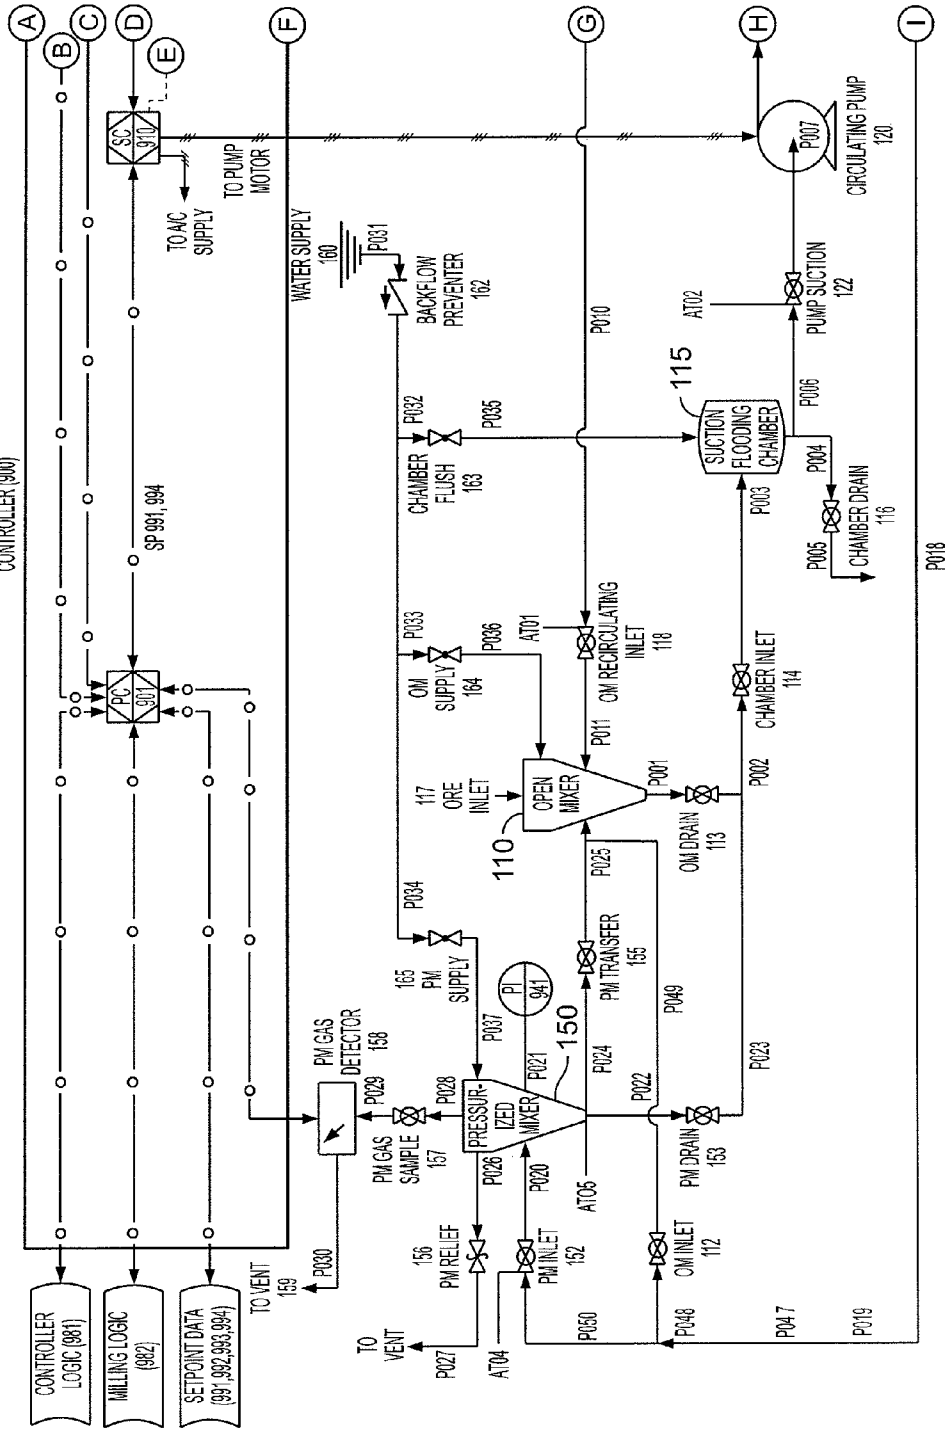 A
B
C
D
E
F
G
H
I
CONTROLLER (900)
SC
910
TO A/C
SUPPLY
TO PUMP
MOTOR
SP 991, 994
PC
901
CONTROLLER
LOGIC (981)
MILLING LOGIC
(982)
SETPOINT DATA
(991,992,993,994)
WATER SUPPLY
160
P031
BACKFLOW
PREVENTER
162
P032
CHAMBER
FLUSH
163
P035
P033
OM
SUPPLY
164
P036
P034
165
PM
SUPPLY
P037
PM GAS
DETECTOR
158
P029
P030
TO VENT
159
PM GAS
SAMPLE
157
P028
PRESSUR-
IZED
MIXER
150
P026
156
PM RELIEF
P027
TO
VENT
P020
PM INLET
152
AT04
P050
P021
PI
941
P024
PM TRANSFER
155
P025
ATO5
P022
PM DRAIN
153
P023
P049
OM INLET
112
P048
P047
P019
P018
117
ORE
INLET
110
OPEN
MIXER
P011
OM RECIRCULATING
INLET
118
AT01
P010
P001
OM DRAIN
113
P002
CHAMBER INLET
114
P003
115
SUCTION
FLOODING
CHAMBER
P004
P005
CHAMBER DRAIN
116
P006
AT02
PUMP SUCTION
122
P007
CIRCULATING PUMP
120